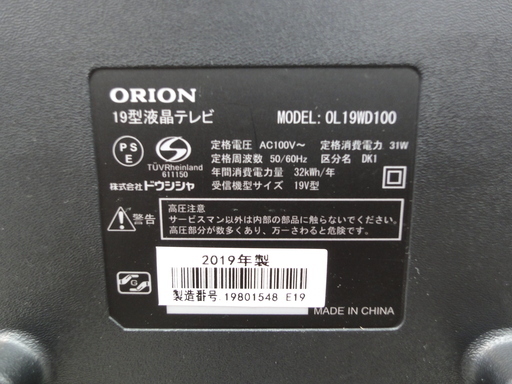 ORION
19型液晶テレビ
MODEL: OL19WD100
PS
E
TÜVRheinland
611150
株式会社ドウシシャ
定格電圧 AC100V～ 定格消費電力 31W
定格周波数 50/60Hz 区分名 DK1
年間消費電力量 32kWh/年
受信機型サイズ 19V型
警告
高圧注意
サービスマン以外は内部の部品に触らないでください。
高圧部分が数多くあり、万一さわると危険です。
2019年製
製造番号 19801548 E19
G
MADE IN CHINA